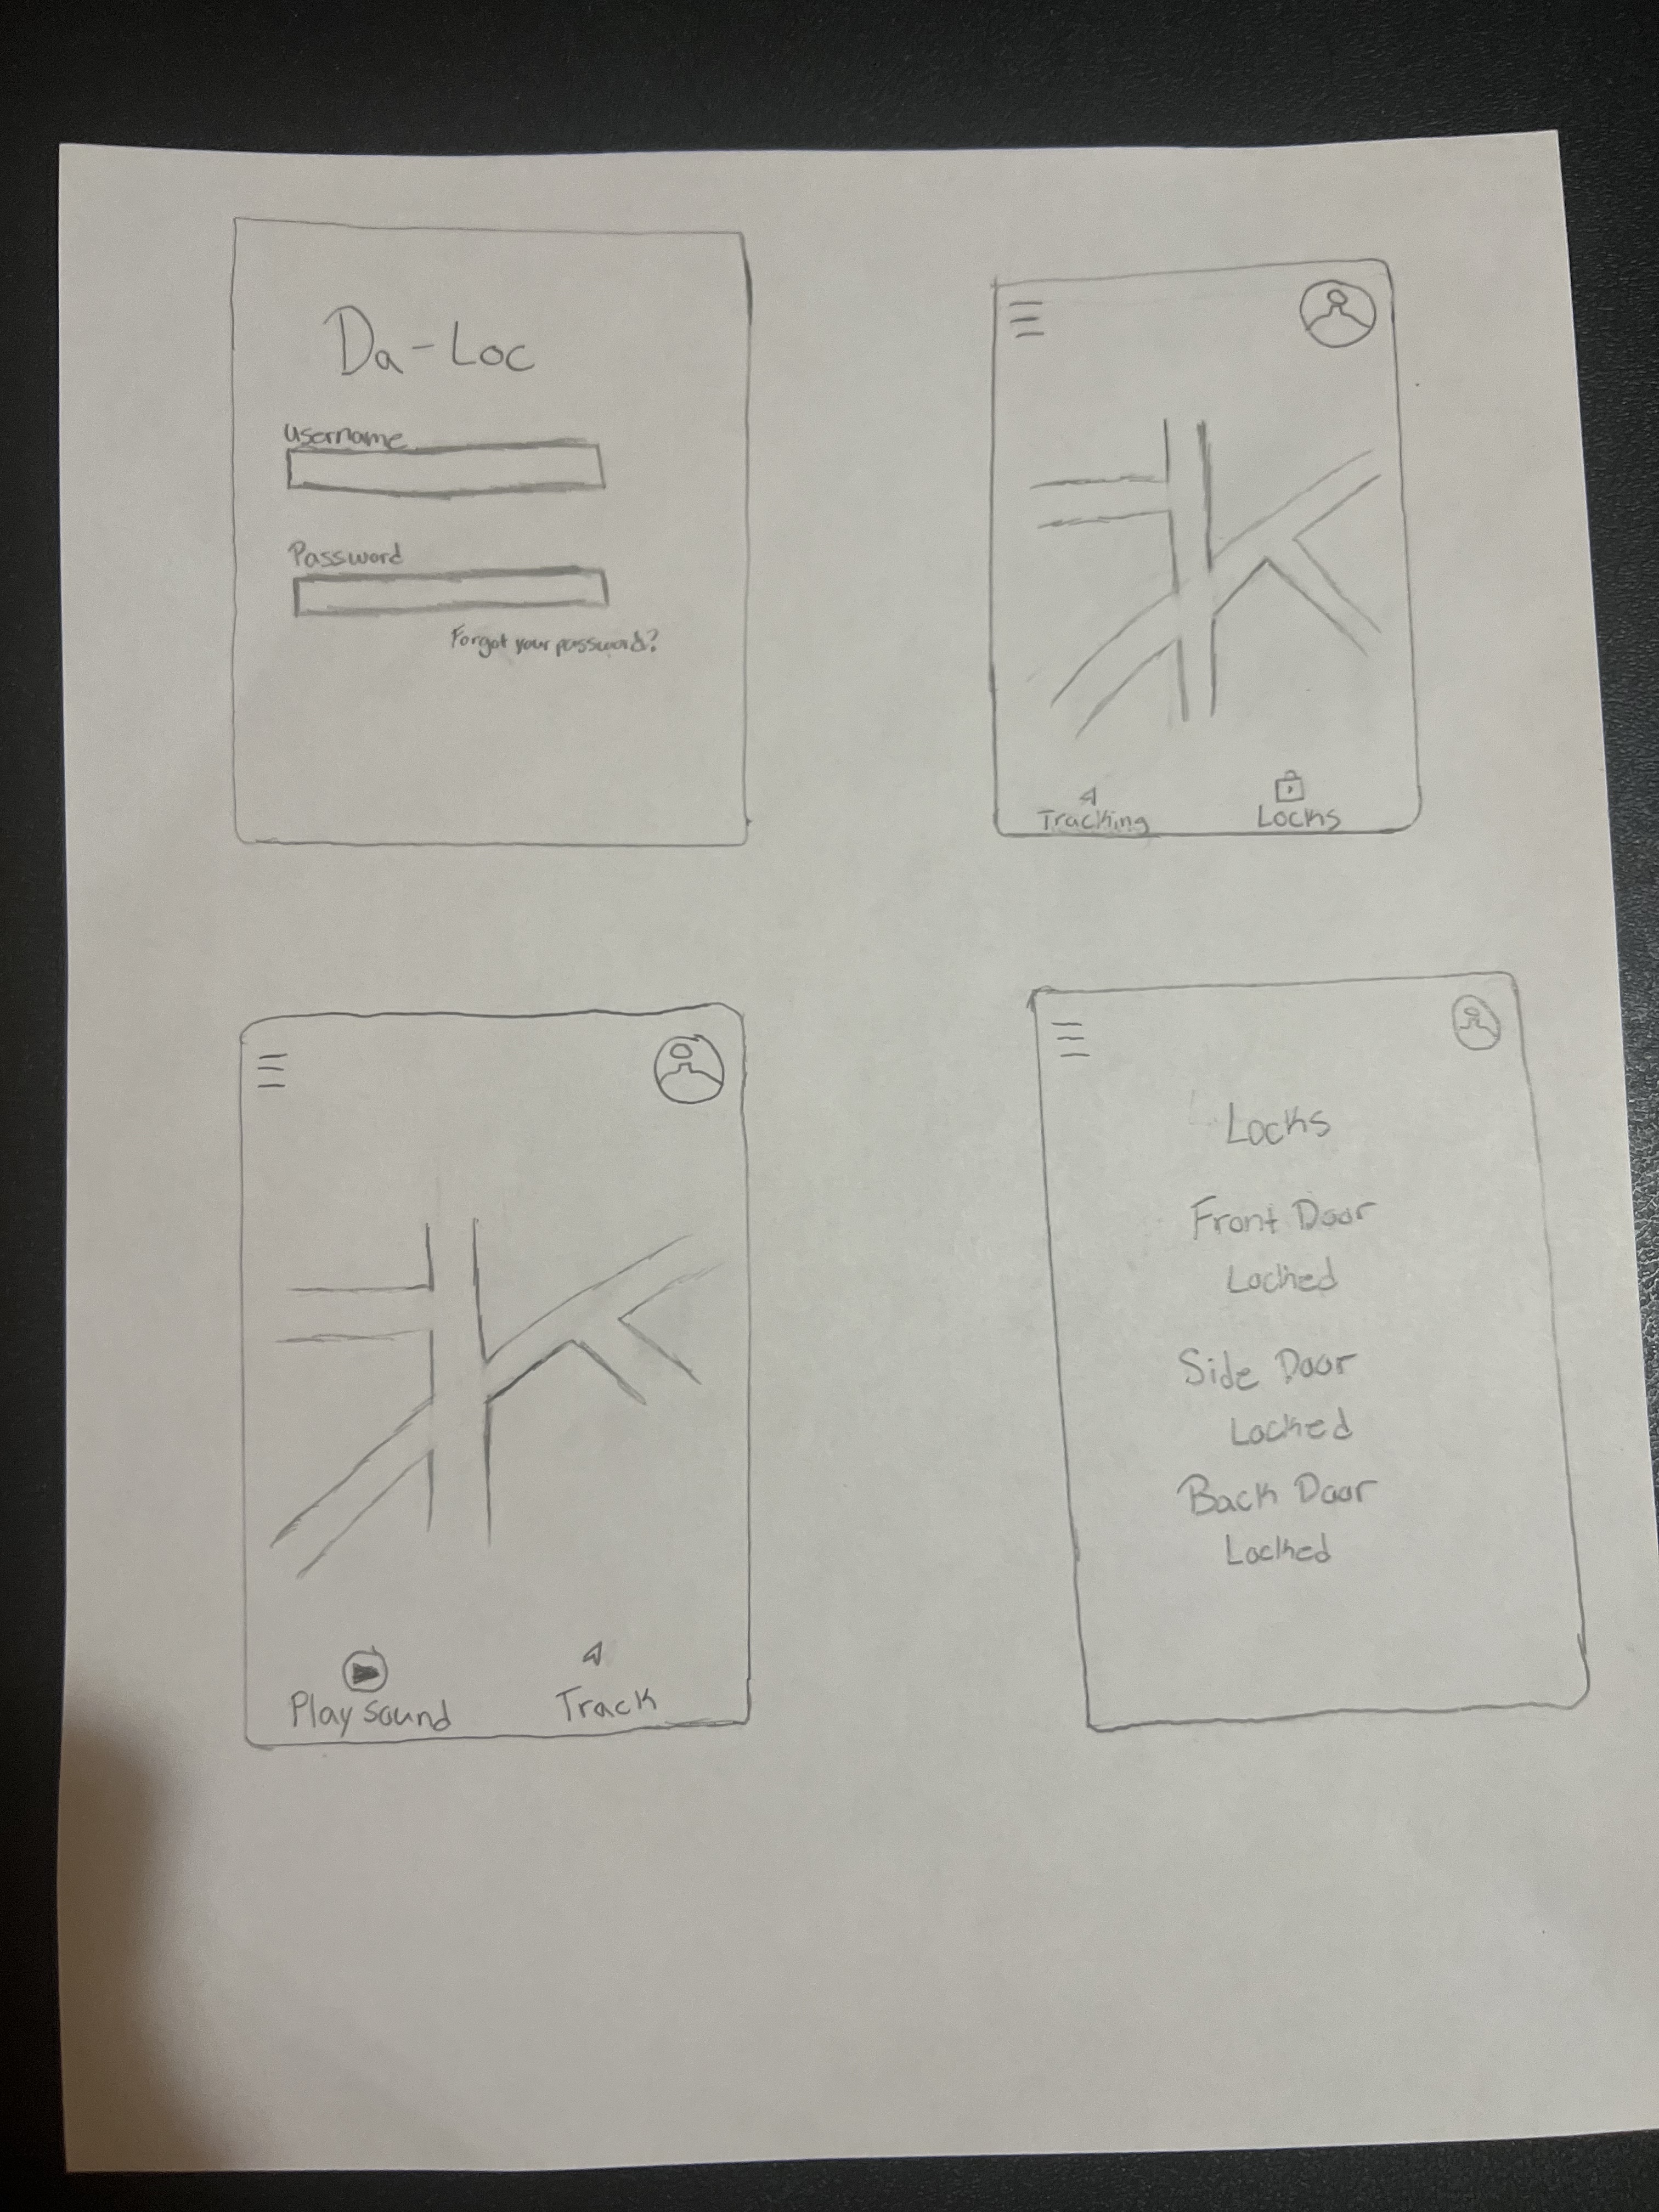 Da-Loc
Username
Password
Forgot your password?
Tracking
Locks
Play sound
Track
Locks
Front Door
Locked
Side Door
Locked
Back Door
Locked